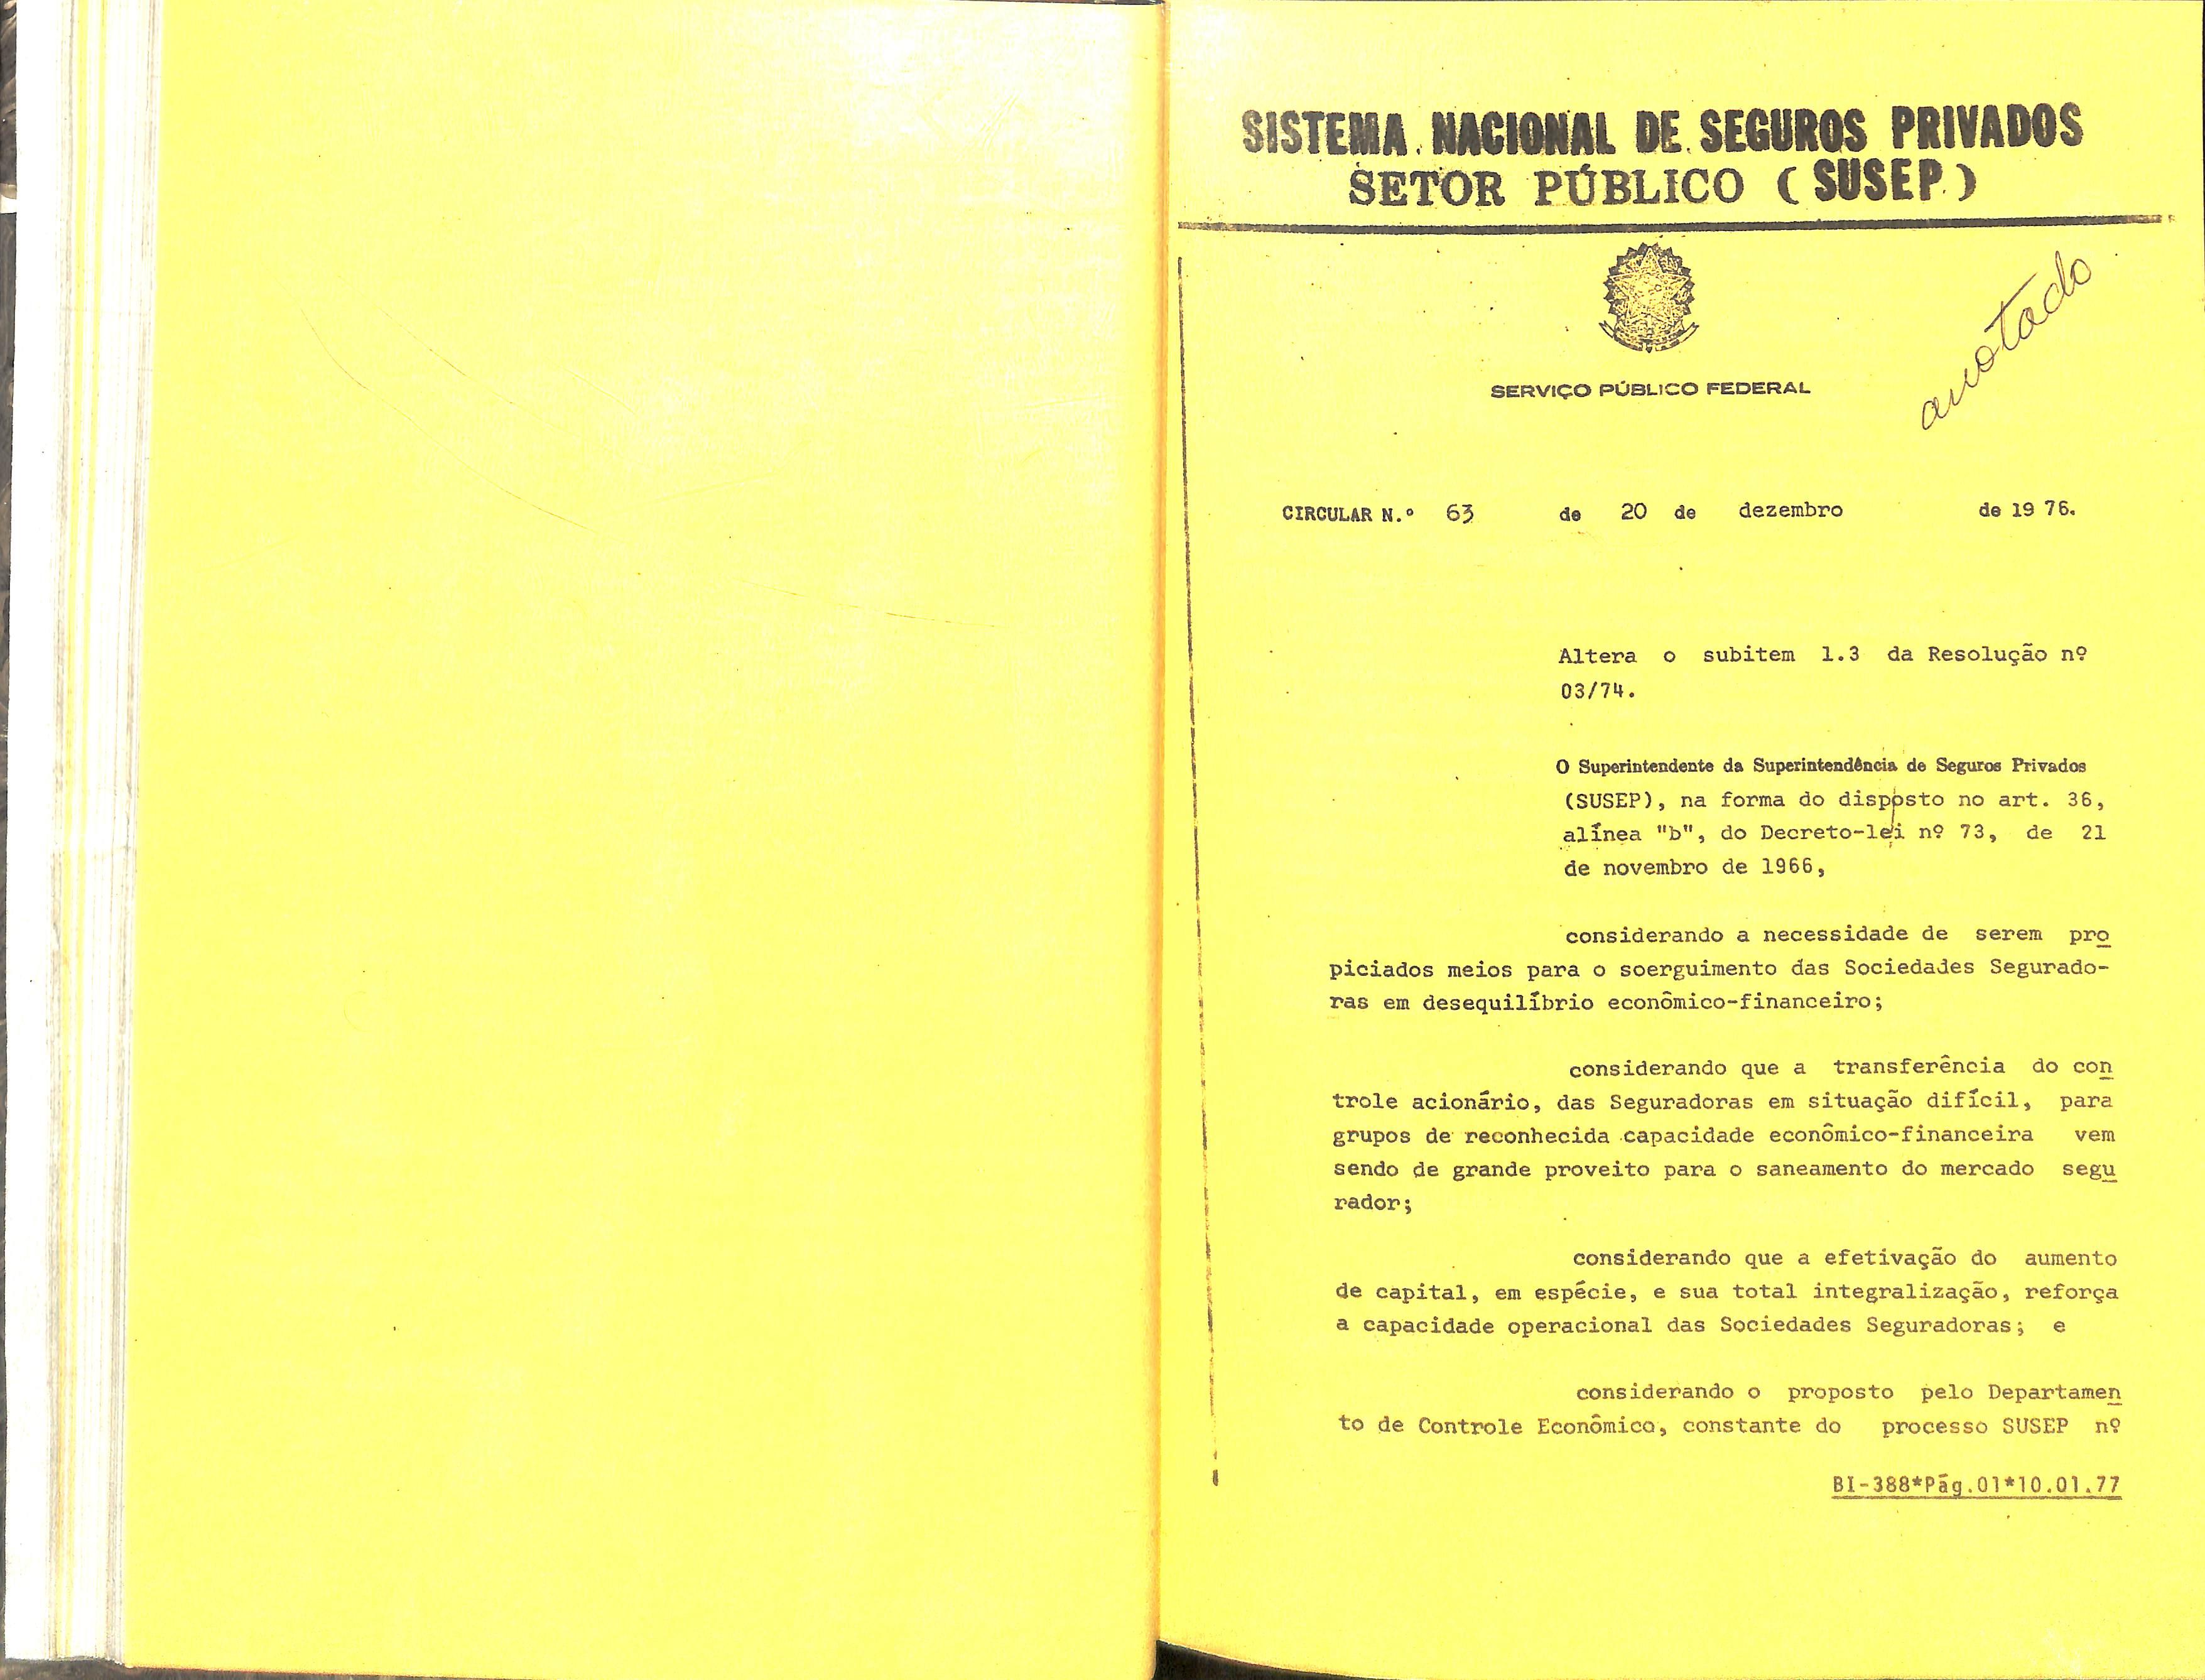 SISTEMA NACIONAL DE SEGUROS PRIVADOS
SETOR PÚBLICO (SUSEP)
anotado
SERVIÇO PÚBLICO FEDERAL
CIRCULAR N.º 63 de 20 de dezembro de 19 76.
Altera o subitem 1.3 da Resolução nº
03/74.
O Superintendente da Superintendência de Seguros Privados
(SUSEP), na forma do disposto no art. 36,
alínea "b", do Decreto-lei nº 73, de 21
de novembro de 1966,
considerando a necessidade de serem pro
piciados meios para o soerguimento das Sociedades Segurado-
ras em desequilíbrio econômico-financeiro;
considerando que a transferência do con
trole acionário, das Seguradoras em situação difícil, para
grupos de reconhecida capacidade econômico-financeira vem
sendo de grande proveito para o saneamento do mercado segu
rador;
considerando que a efetivação do aumento
de capital, em espécie, e sua total integralização, reforça
a capacidade operacional das Sociedades Seguradoras; e
considerando o proposto pelo Departamen
to de Controle Econômico, constante do processo SUSEP nº
BI-388*Pág.01*10.01.77